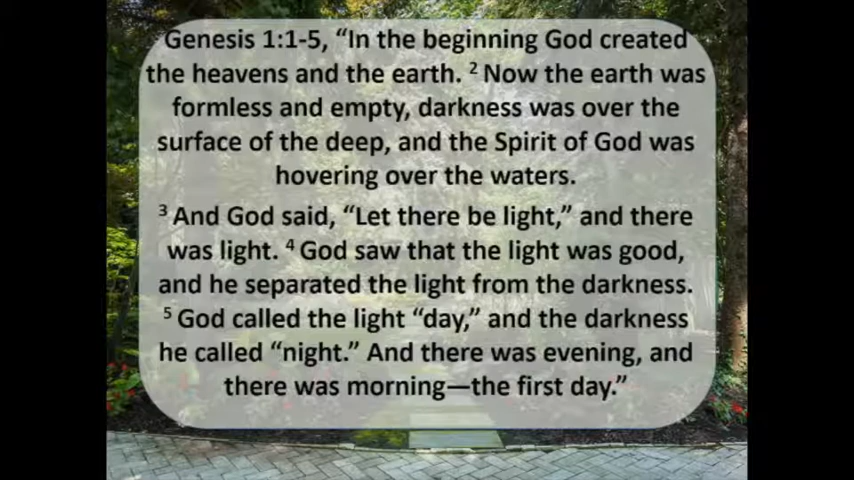 Genesis 1:1-5, “In the beginning God created
the heavens and the earth. ² Now the earth was
formless and empty, darkness was over the
surface of the deep, and the Spirit of God was
hovering over the waters.
³ And God said, “Let there be light,” and there
was light. ⁴ God saw that the light was good,
and he separated the light from the darkness.
⁵ God called the light “day,” and the darkness
he called “night.” And there was evening, and
there was morning—the first day.”